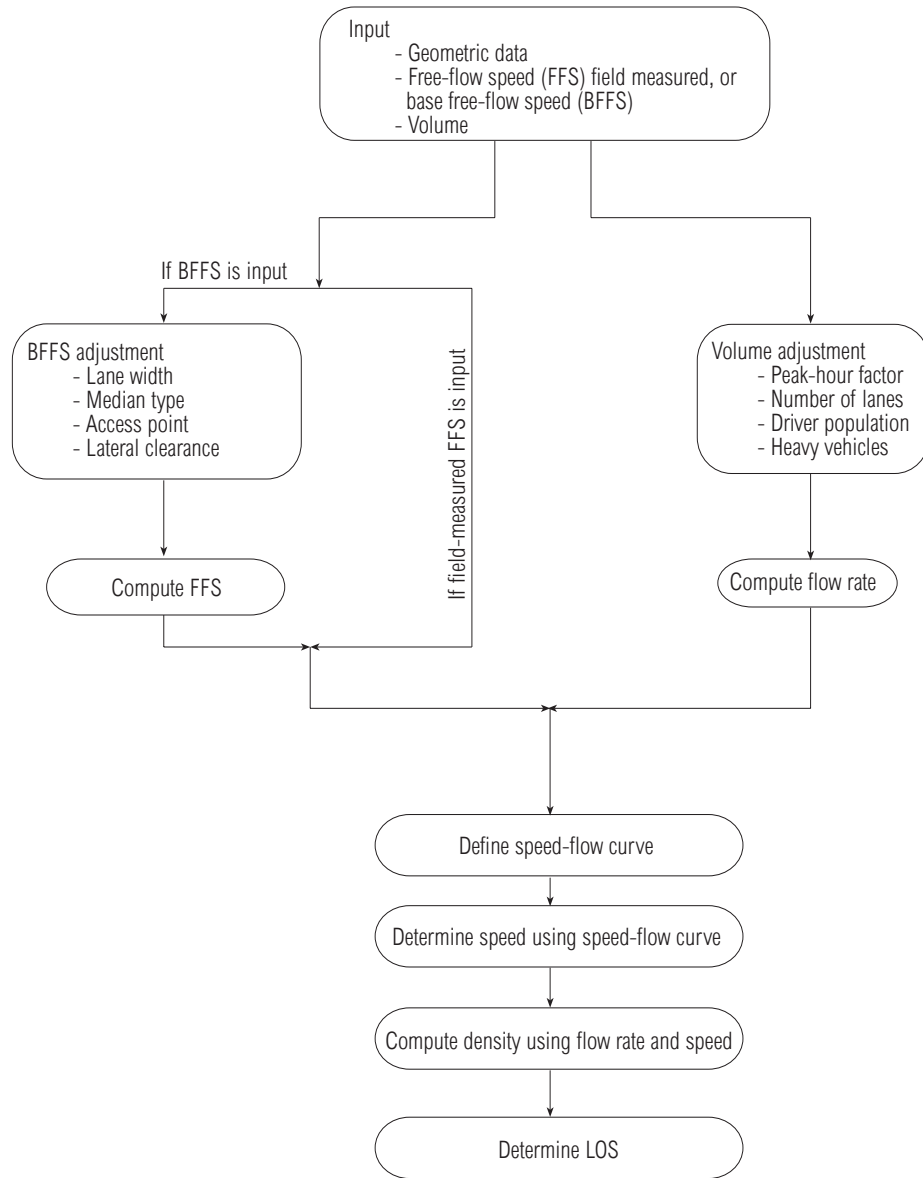 Input
- Geometric data
- Free-flow speed (FFS) field measured, or
base free-flow speed (BFFS)
- Volume
If BFFS is input
BFFS adjustment
- Lane width
- Median type
- Access point
- Lateral clearance
If field-measured FFS is input
Volume adjustment
- Peak-hour factor
- Number of lanes
- Driver population
- Heavy vehicles
Compute FFS
Compute flow rate
Define speed-flow curve
Determine speed using speed-flow curve
Compute density using flow rate and speed
Determine LOS